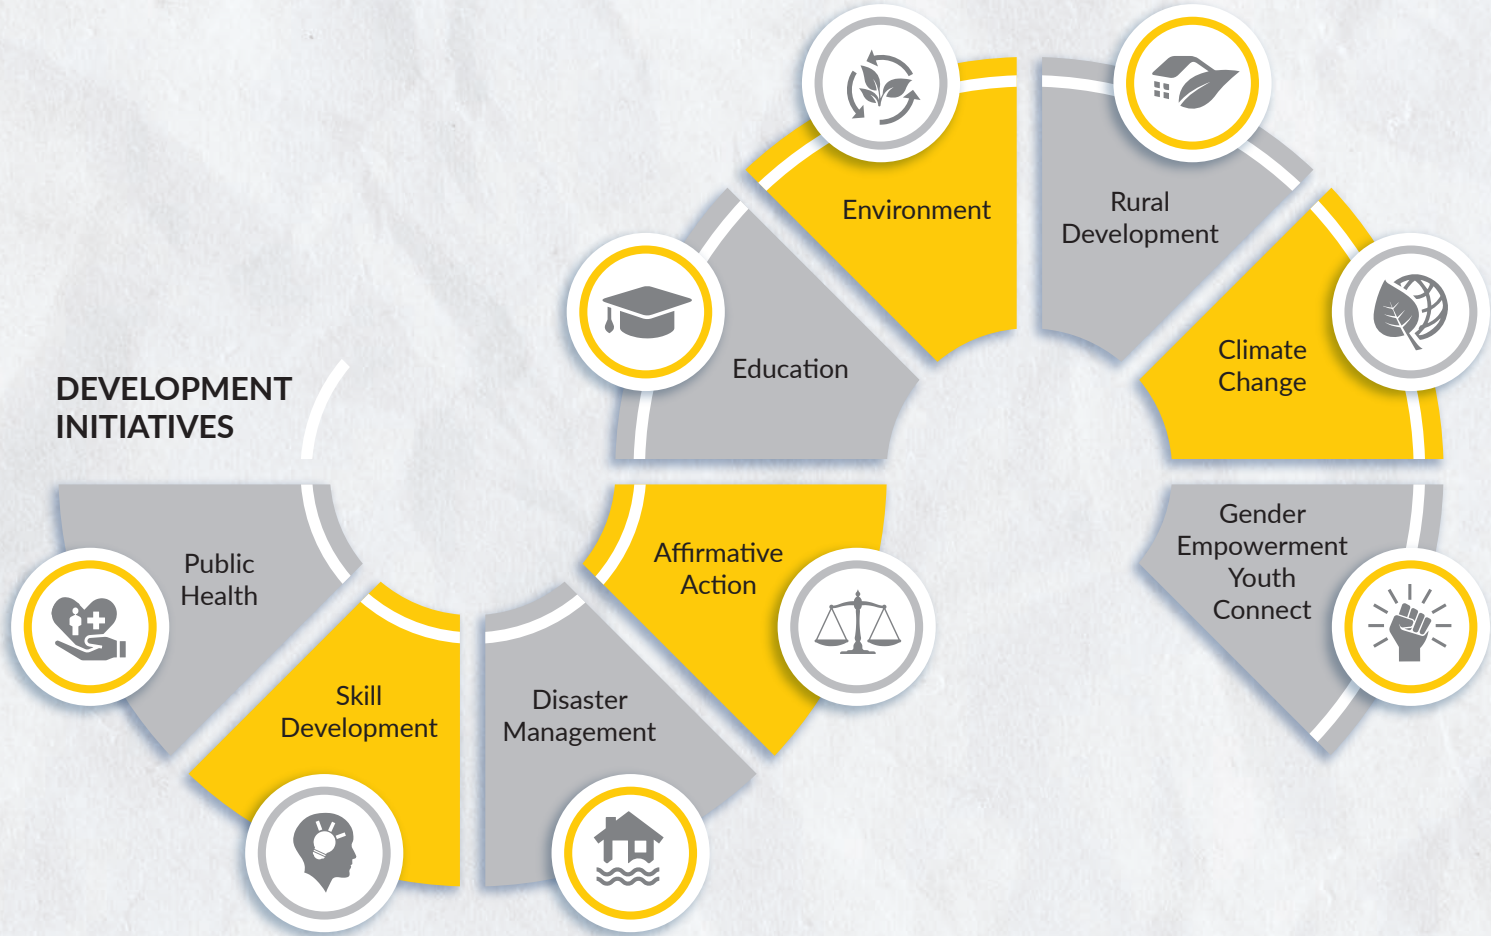 DEVELOPMENT
INITIATIVES
Public
Health
Skill
Development
Disaster
Management
Affirmative
Action
Education
Environment
Rural
Development
Climate
Change
Gender
Empowerment
Youth
Connect